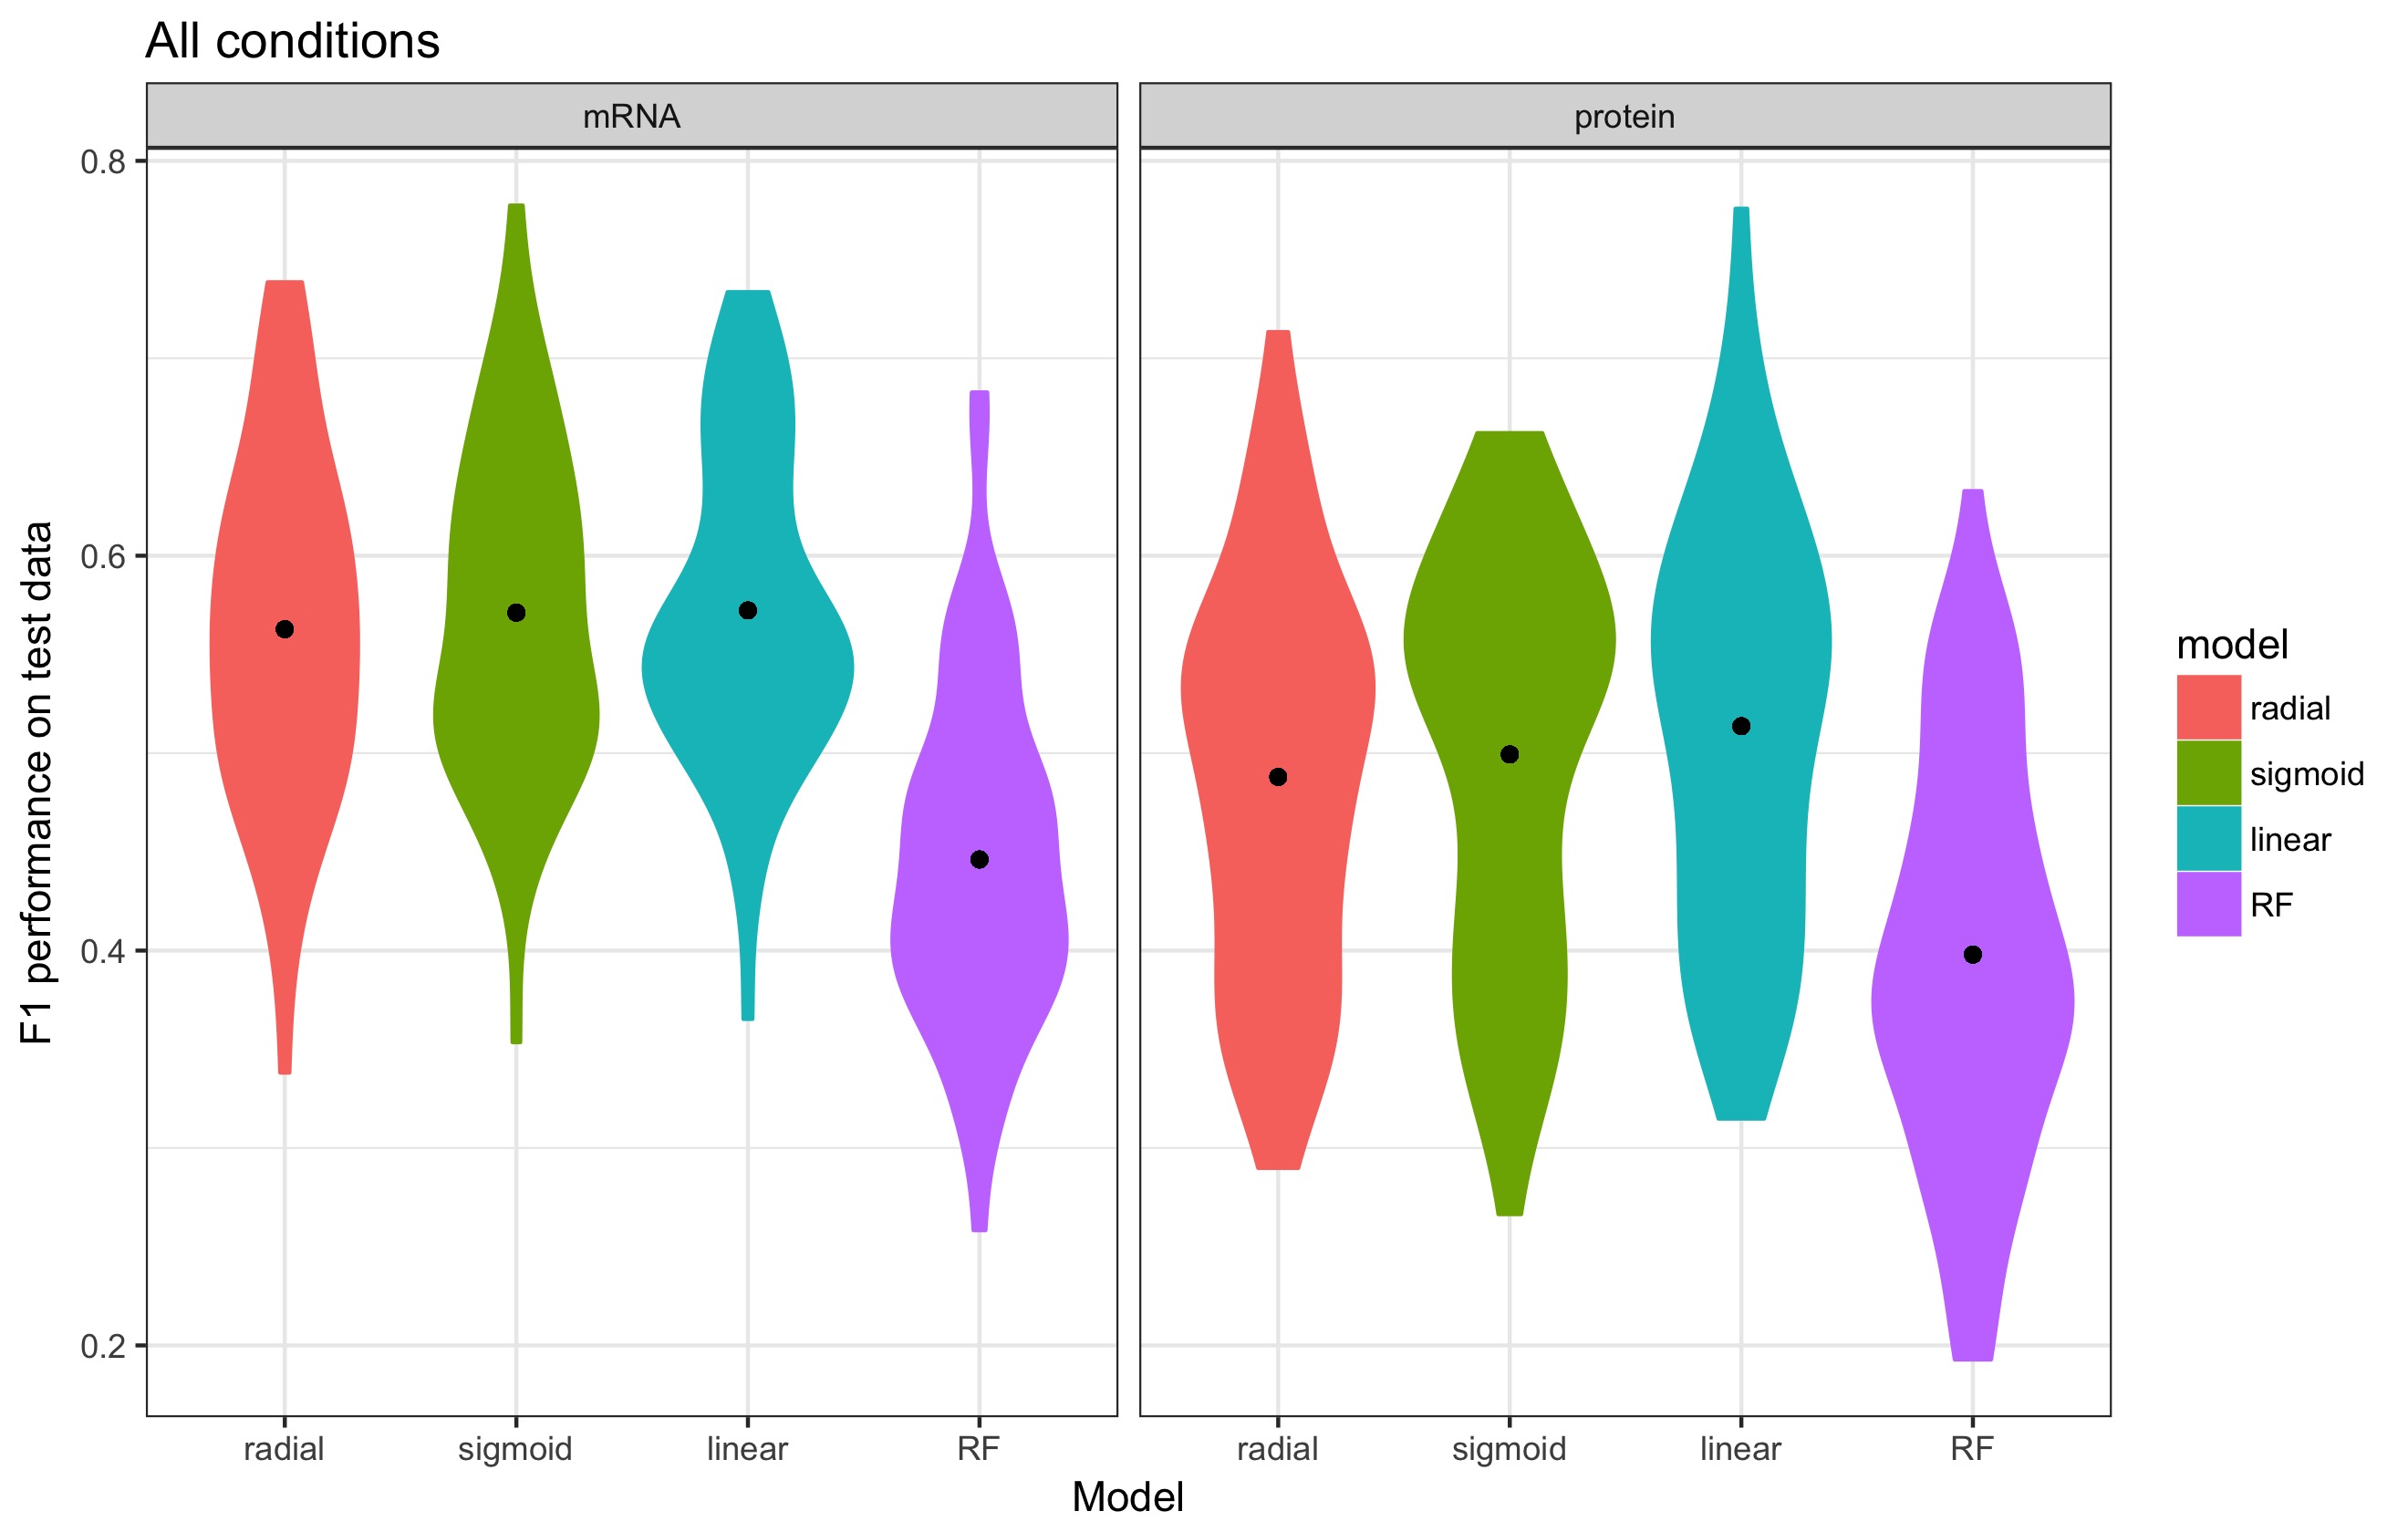 All conditions
mRNA
protein
F1 performance on test data
0.8
0.6
0.4
0.2
radial
sigmoid
linear
RF
radial
sigmoid
linear
RF
Model
model
radial
sigmoid
linear
RF